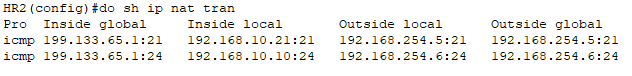 HR2(config)#do sh ip nat tran
Pro  Inside global     Inside local       Outside local      Outside global
icmp 199.133.65.1:21   192.168.10.21:21   192.168.254.5:21   192.168.254.5:21
icmp 199.133.65.1:24   192.168.10.10:24   192.168.254.6:24   192.168.254.6:24